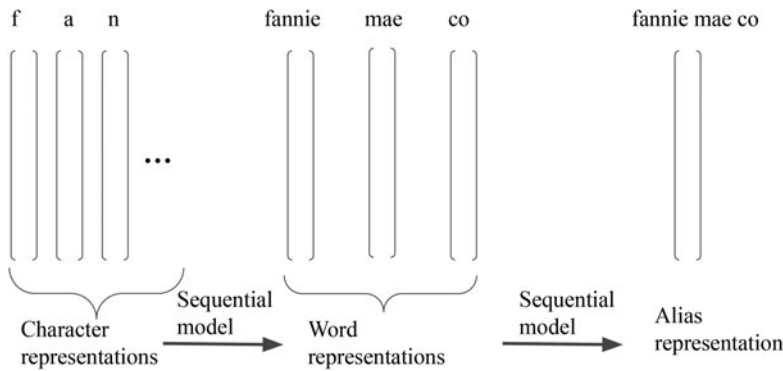 f a n fannie mae co fannie mae co
...
Character representations
Sequential model
Word representations
Sequential model
Alias representation